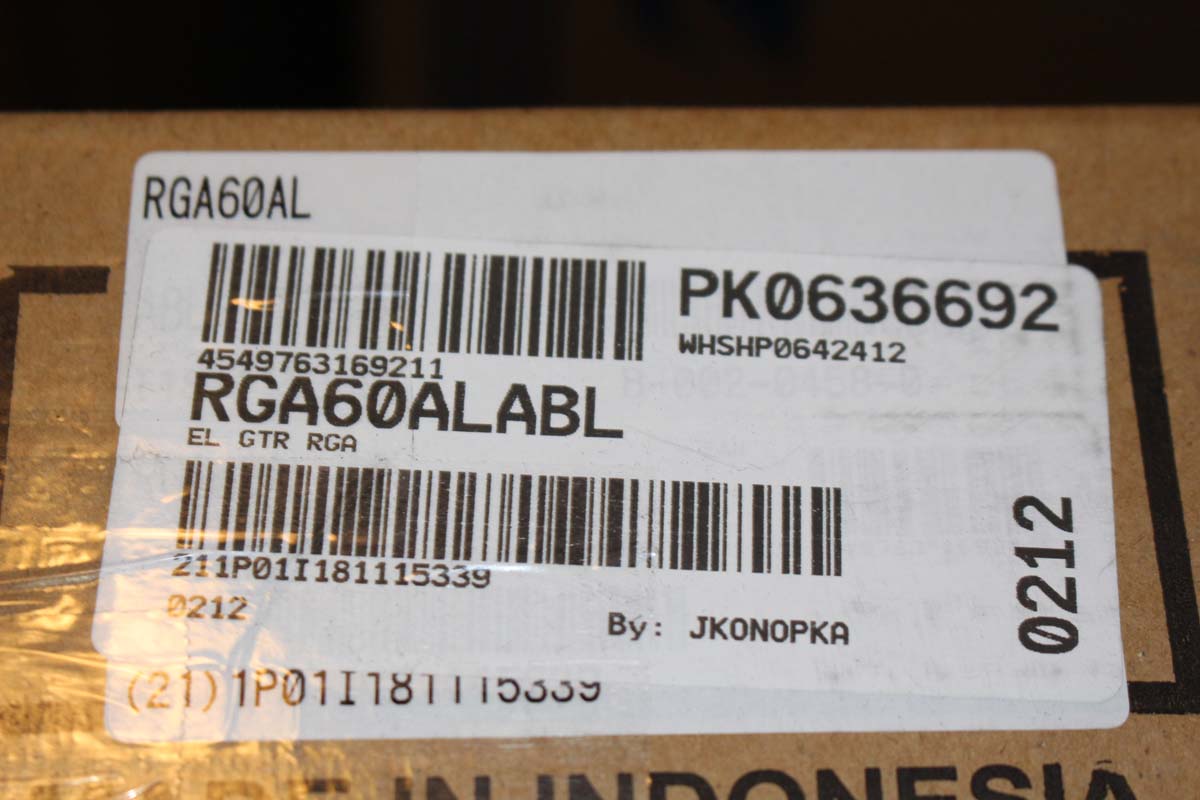 RGA60AL
PK0636692
WHSHP0642412
4549763169211
RGA60ALABL
EL GTR RGA
211P01I181115339
0212
By: JKONOPKA
0212
(21)1P01I181115339
IN INDONESIA